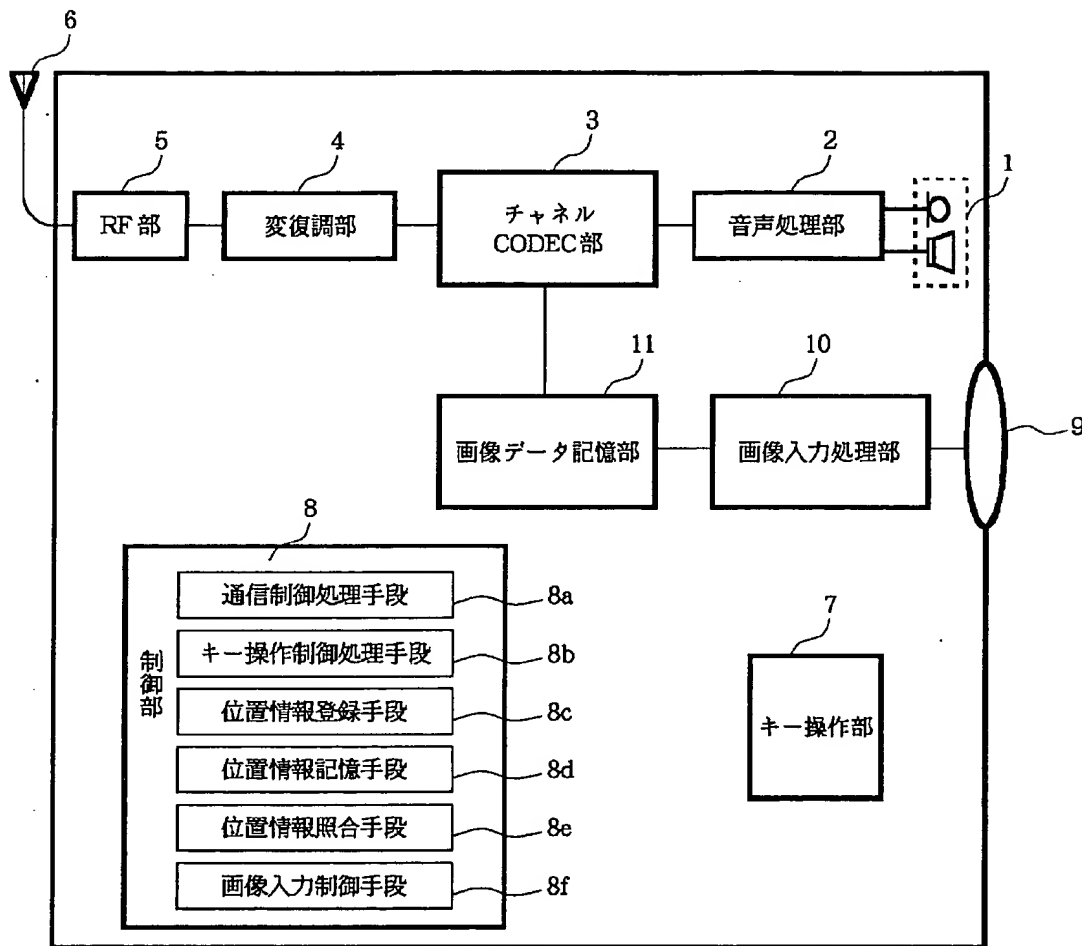 6
5
4
3
2
1
RF部
変復調部
チャネル
CODEC部
音声処理部
11
10
9
画像データ記憶部
画像入力処理部
8
制御部
通信制御処理手段
8a
キー操作制御処理手段
8b
位置情報登録手段
8c
位置情報記憶手段
8d
位置情報照合手段
8e
画像入力制御手段
8f
7
キー操作部